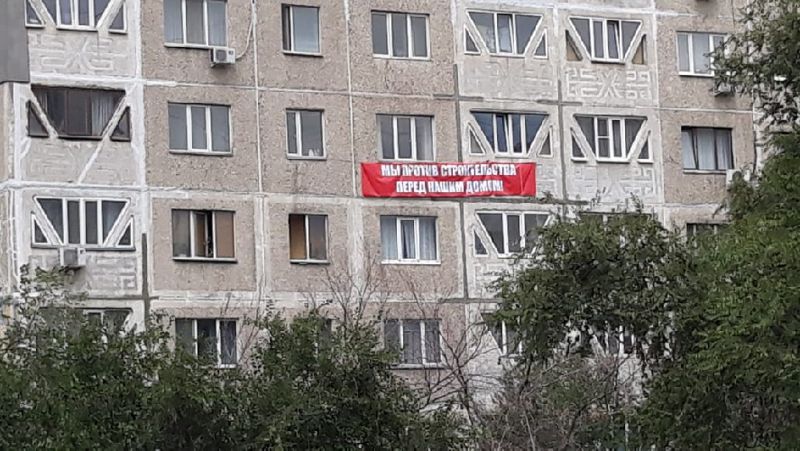 МЫ ПРОТИВ СТРОИТЕЛЬСТВА
ПЕРЕД НАШИМ ДОМОМ!